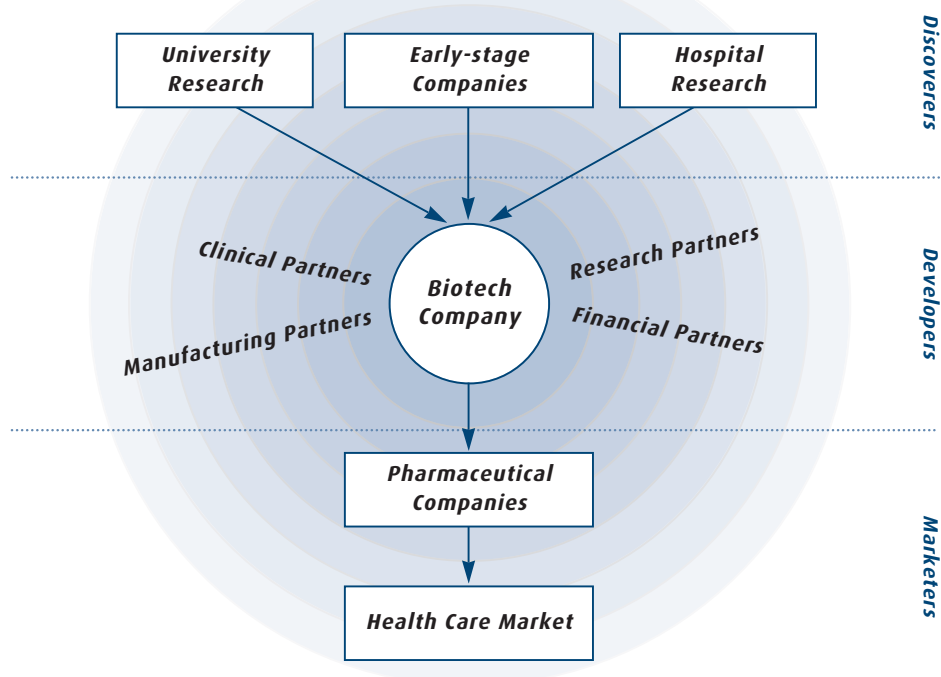 University
Research
Early-stage
Companies
Hospital
Research
Discoverers
Clinical Partners
Manufacturing Partners
Biotech
Company
Research Partners
Financial Partners
Developers
Pharmaceutical
Companies
Health Care Market
Marketers